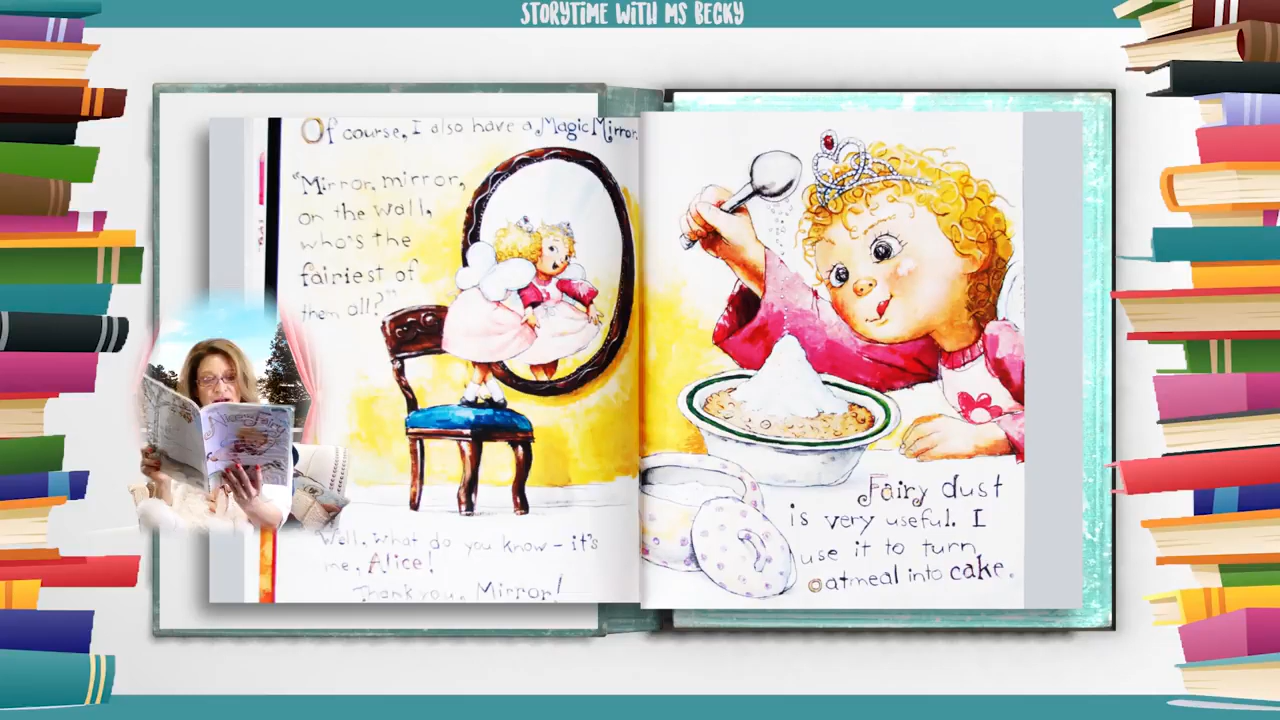 STORYTIME WITH MS BECKY
Of course, I also have a Magic Mirror.
"Mirror, mirror,
on the wall,
who's the
fairiest of
them all?"
Well, what do you know – it's
me, Alice!
Thank you, Mirror!
Fairy dust
is very useful. I
use it to turn
oatmeal into cake.